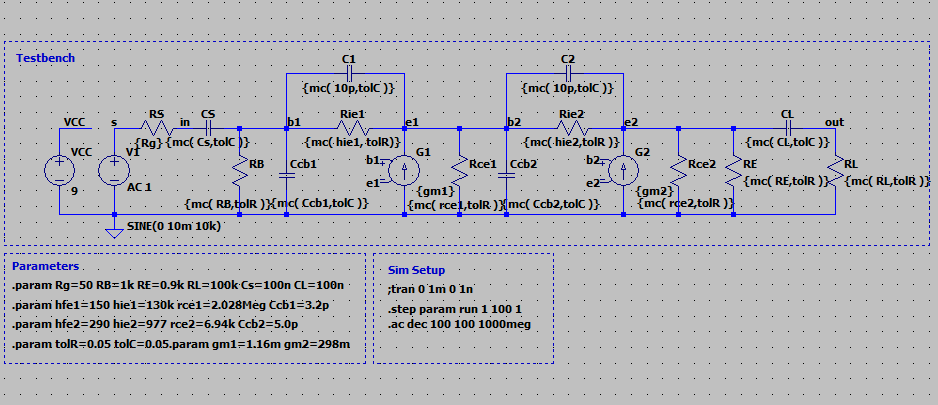 Testbench
C1
C2
{mc( 10p,tolC )}
{mc( 10p,tolC )}
VCC
s
RS
in
CS
b1
Rie1
e1
b2
Rie2
e2
CL
out
{Rg}
{mc( Cs,tolC )}
{mc( hie1, tolR)}
{mc( hie2,tolR )}
{mc( CL,tolC )}
VCC
V1
RB
Ccb1
b1
G1
Rce1
Ccb2
b2
G2
Rce2
RE
RL
9
AC 1
e1
{gm1}
e2
{gm2}
{mc( RE,tolR )}
{mc( RL,tolR )}
{mc( RB,tolR )}
{mc( Ccb1,tolC )}
{mc( rce1,tolR )}
{mc( Ccb2,tolC )}
{mc( rce2,tolR )}
SINE(0 10m 10k)
Parameters
.param Rg=50 RB=1k RE=0.9k RL=100k Cs=100n CL=100n
.param hfe1=150 hie1=130k rce1=2.028Meg Ccb1=3.2p
.param hfe2=290 hie2=977 rce2=6.94k Ccb2=5.0p
.param tolR=0.05 tolC=0.05.param gm1=1.16m gm2=298m
Sim Setup
;tran 0 1m 0 1n
.step param run 1 100 1
.ac dec 100 100 1000meg